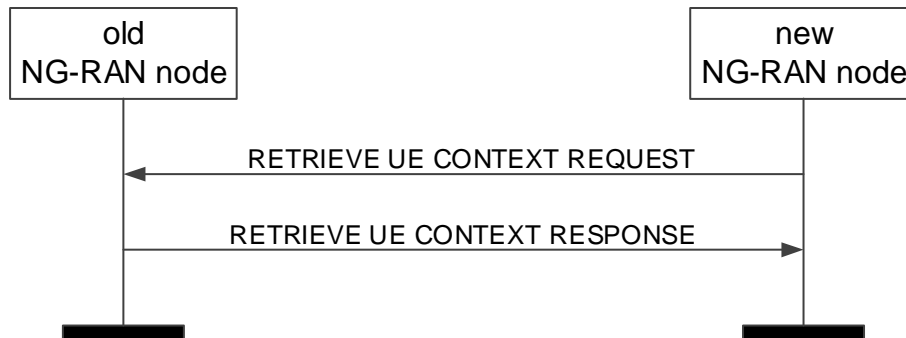 old
NG-RAN node
new
NG-RAN node
RETRIEVE UE CONTEXT REQUEST
RETRIEVE UE CONTEXT RESPONSE